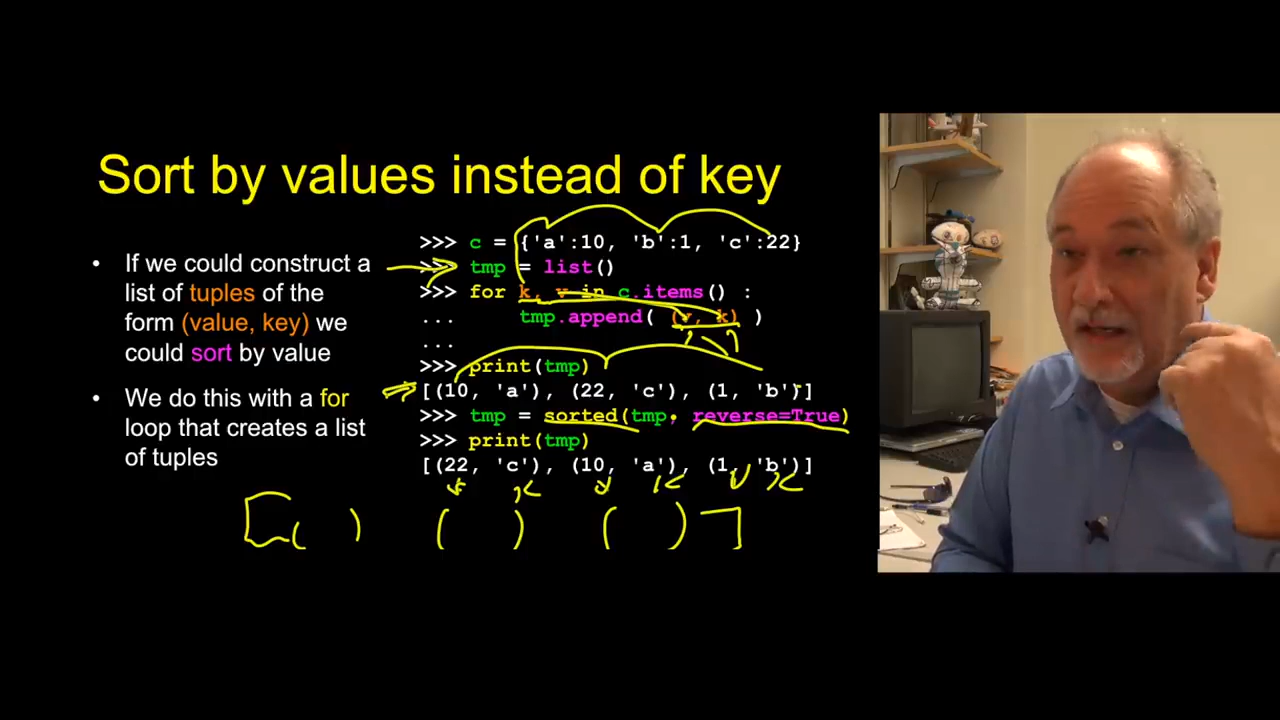 Sort by values instead of key
• If we could construct a
list of tuples of the
form (value, key) we
could sort by value
• We do this with a for
loop that creates a list
of tuples
>>> c = {'a':10, 'b':1, 'c':22}
>>> tmp = list()
>>> for k, v in c.items() :
... tmp.append( (v, k) )
...
>>> print(tmp)
[(10, 'a'), (22, 'c'), (1, 'b')]
>>> tmp = sorted(tmp, reverse=True)
>>> print(tmp)
[(22, 'c'), (10, 'a'), (1, 'b')]
v k v k v k
[( ) ( ) ( )]